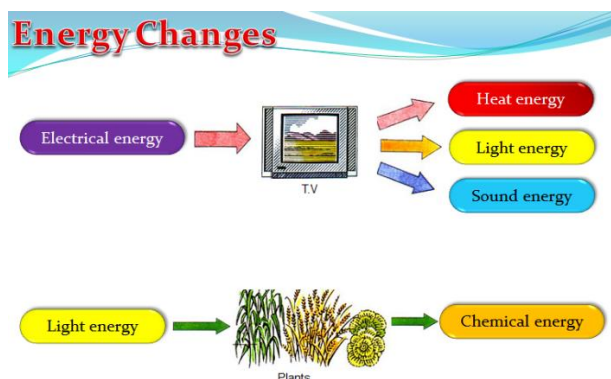 Energy Changes
Heat energy
Electrical energy
Light energy
T.V
Sound energy
Light energy
Chemical energy
Plants